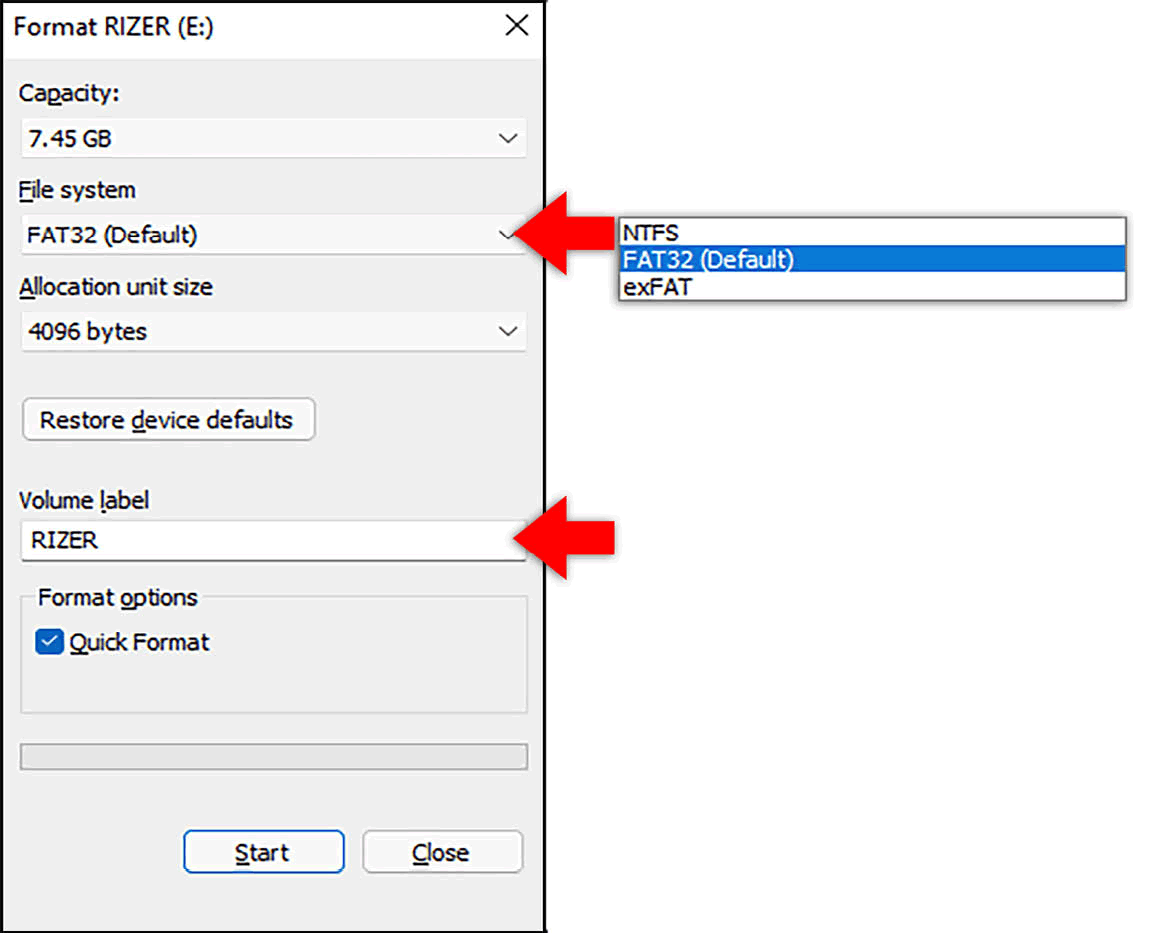 Format RIZER (E:)
Capacity:
7.45 GB
File system
FAT32 (Default)
NTFS
FAT32 (Default)
exFAT
Allocation unit size
4096 bytes
Restore device defaults
Volume label
RIZER
Format options
Quick Format
Start
Close